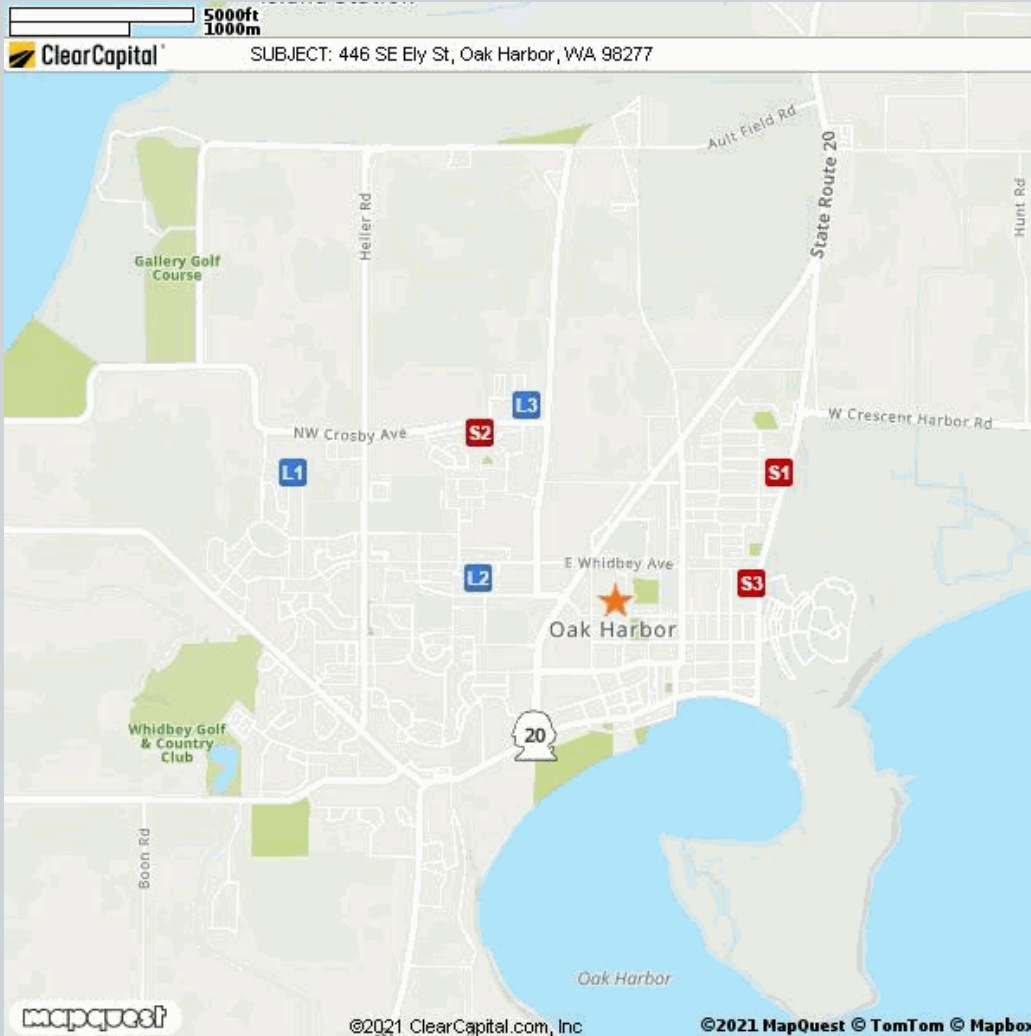 5000ft
1000m
ClearCapital
SUBJECT: 446 SE Ely St, Oak Harbor, WA 98277
Ault Field Rd
State Route 20
Heller Rd
Hunt Rd
Gallery Golf
Course
L3
W Crescent Harbor Rd
NW Crosby Ave
S2
L1
S1
E Whidbey Ave
L2
S3
Oak Harbor
Whidbey Golf
& Country
Club
20
Boon Rd
Oak Harbor
mapquest
©2021 ClearCapital.com, Inc
©2021 MapQuest © TomTom © Mapbox